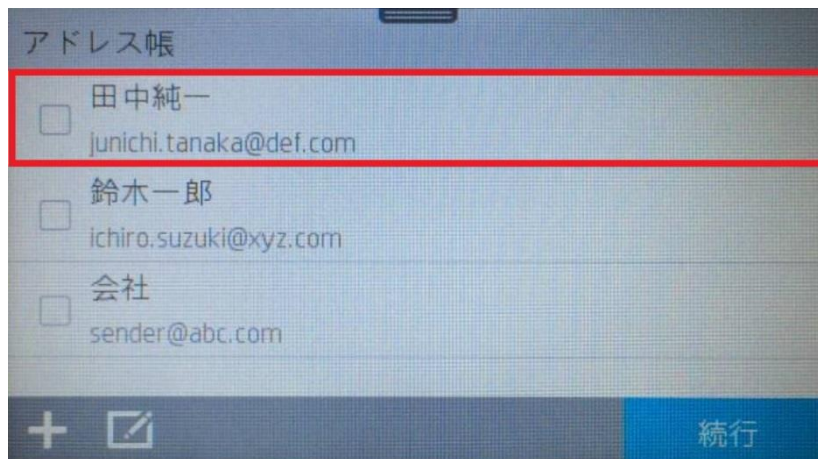 アドレス帳
田中純一
junichi.tanaka@def.com
鈴木一郎
ichiro.suzuki@xyz.com
会社
sender@abc.com
続行